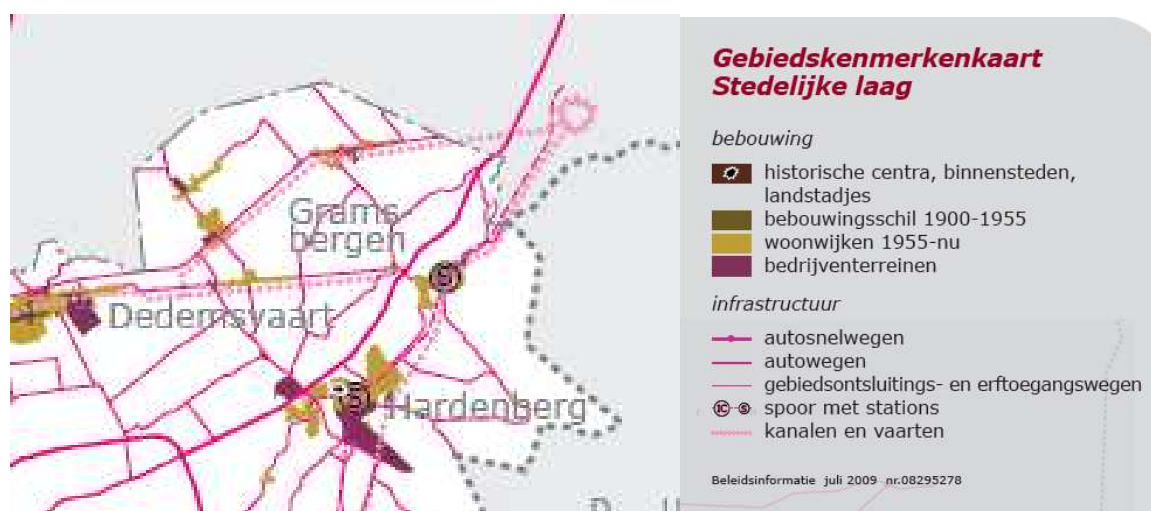 Grams-
bergen
S
Dedemsvaart
Hardenberg
Gebiedskenmerkenkaart
Stedelijke laag
bebouwing
historische centra, binnensteden,
landstadjes
bebouwingsschil 1900-1955
woonwijken 1955-nu
bedrijventerreinen
infrastructuur
autosnelwegen
autowegen
gebiedsontsluitings- en erftoegangswegen
IC S spoor met stations
kanalen en vaarten
Beleidsinformatie juli 2009 nr.08295278